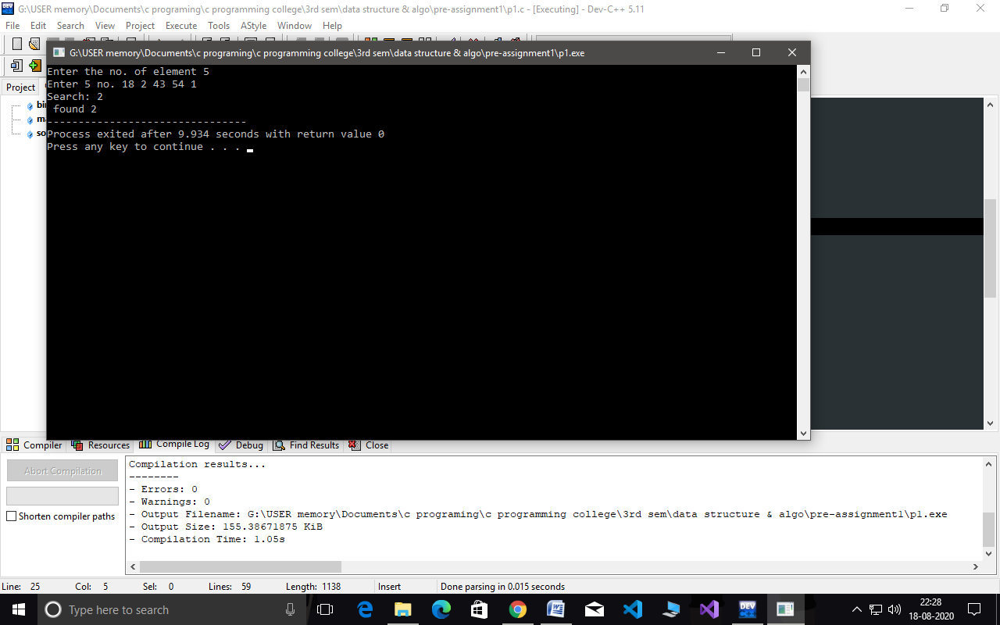 G:\USER memory\Documents\c programing\c programming college\3rd sem\data structure & algo\pre-assignment1\p1.c - [Executing] - Dev-C++ 5.11
File Edit Search View Project Execute Tools AStyle Window Help
G:\USER memory\Documents\c programing\c programming college\3rd sem\data structure & algo\pre-assignment1\p1.exe
Project
Enter the no. of element 5
Enter 5 no. 18 2 43 54 1
Search: 2
found 2
--------------------------------
Process exited after 9.934 seconds with return value 0
Press any key to continue . . .
Compiler Resources Compile Log Debug Find Results Close
Abort Compilation
Shorten compiler paths
Compilation results...
--------
- Errors: 0
- Warnings: 0
- Output Filename: G:\USER memory\Documents\c programing\c programming college\3rd sem\data structure & algo\pre-assignment1\p1.exe
- Output Size: 155.38671875 KiB
- Compilation Time: 1.05s
Line: 25 Col: 5 Sel: 0 Lines: 59 Length: 1138 Insert Done parsing in 0.015 seconds
Type here to search
DEV
22:28
18-08-2020